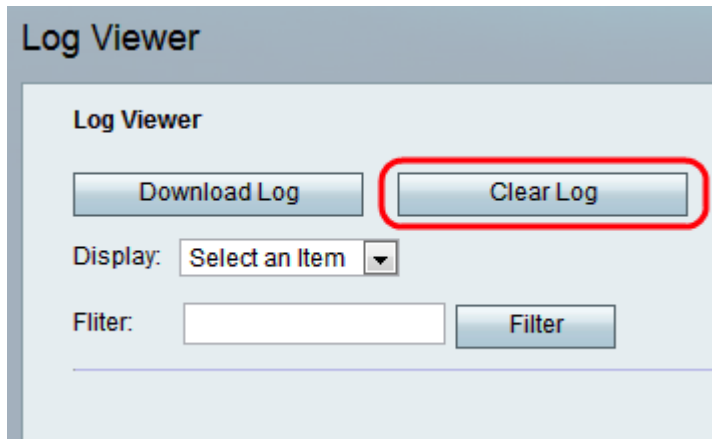 Log Viewer
Log Viewer
Download Log Clear Log
Display: Select an Item
Fliter: Filter